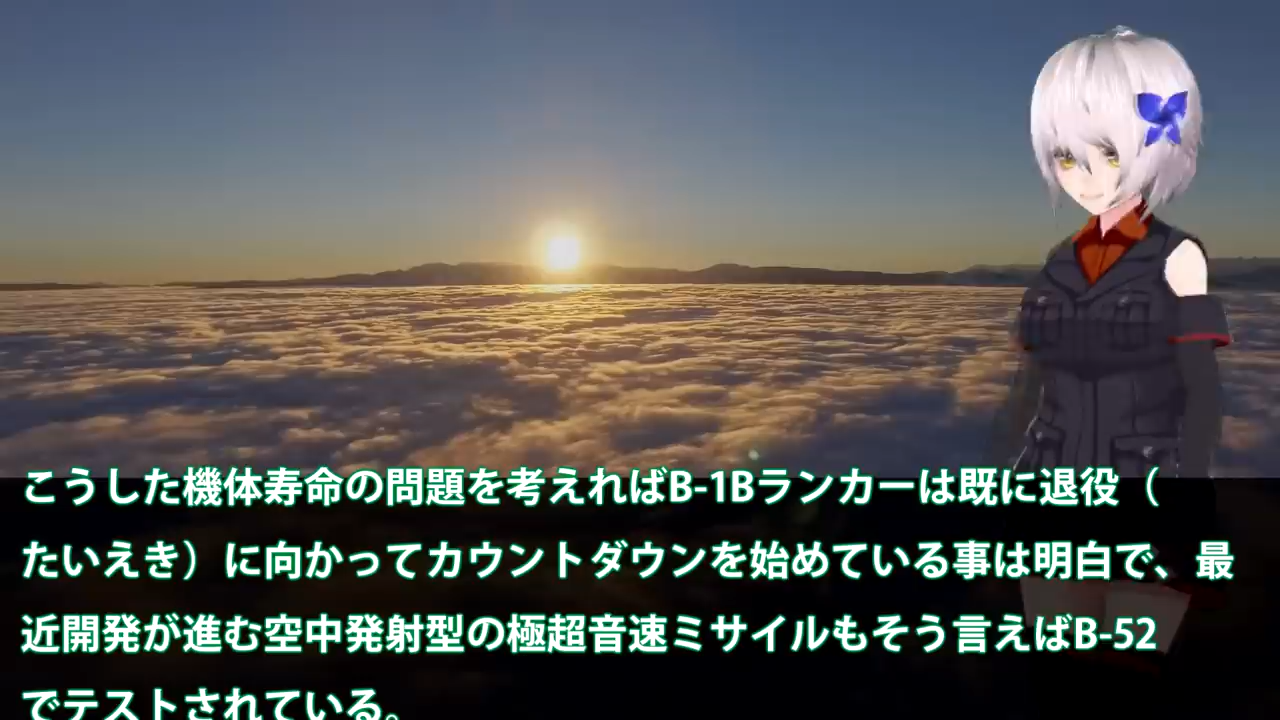 こうした機体寿命の問題を考えればB-1Bランカーは既に退役（
たいえき）に向かってカウントダウンを始めている事は明白で、最
近開発が進む空中発射型の極超音速ミサイルもそう言えばB-52
でテストされている。